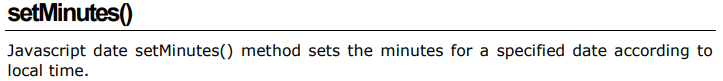 setMinutes()
Javascript date setMinutes() method sets the minutes for a specified date according to
local time.